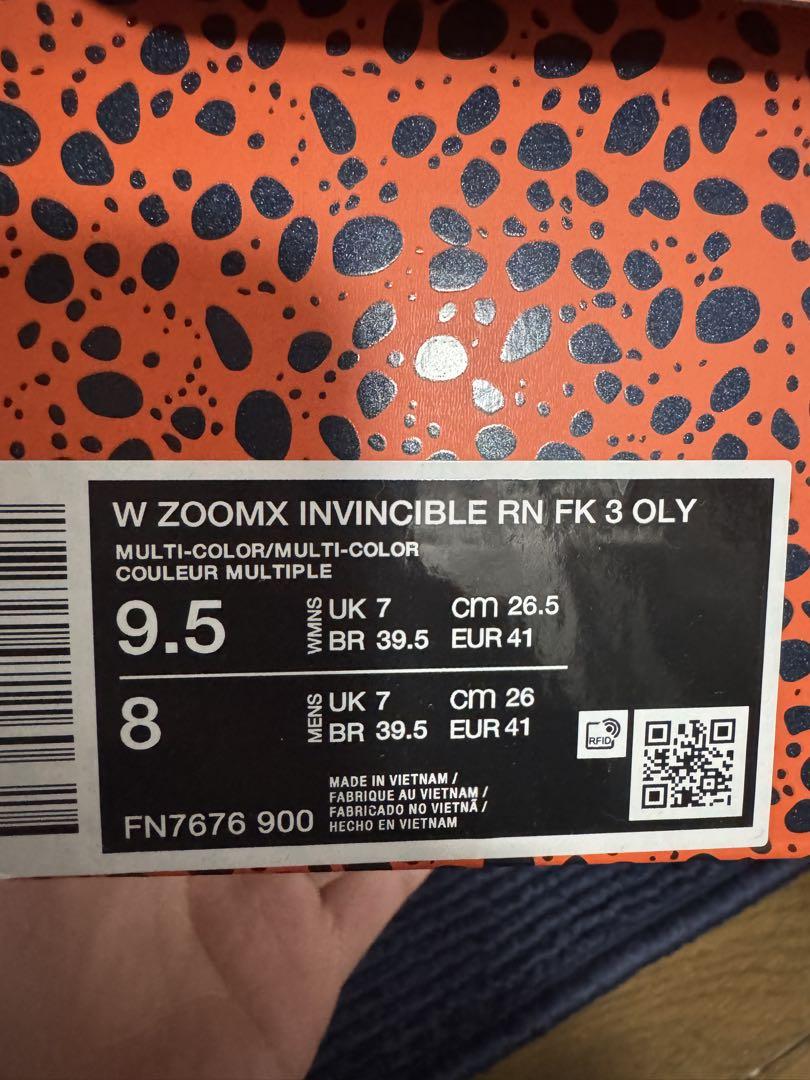 W ZOOMX INVINCIBLE RN FK 3 OLY
MULTI-COLOR/MULTI-COLOR
COULEUR MULTIPLE
9.5 WMNS UK 7 CM 26.5
BR 39.5 EUR 41
8 MENS UK 7 CM 26
BR 39.5 EUR 41
RFID
FN7676 900
MADE IN VIETNAM /
FABRIQUE AU VIETNAM /
FABRICADO NO VIETNÃ /
HECHO EN VIETNAM